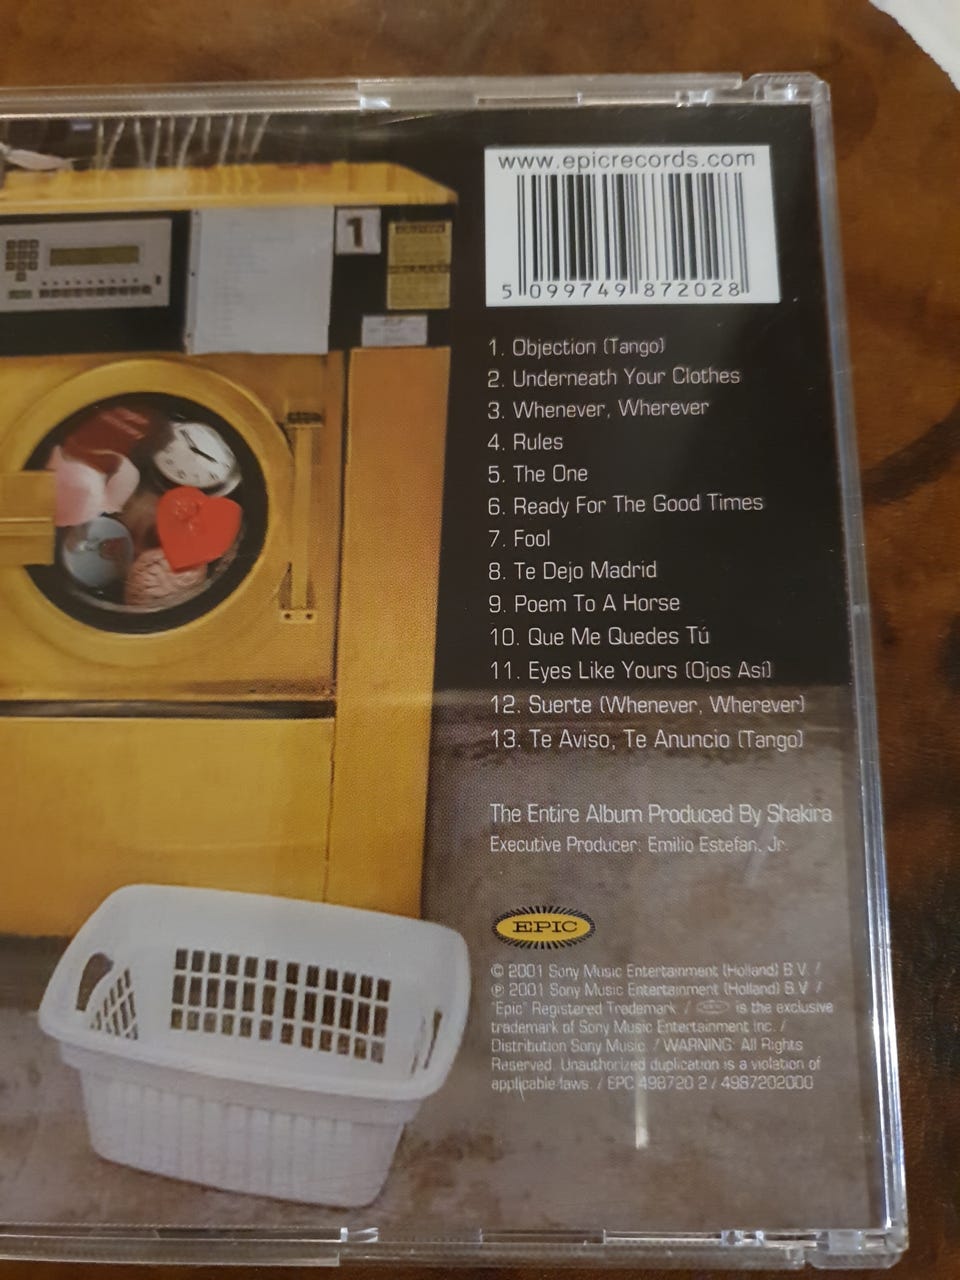 www.epicrecords.com
5 099749 872028
1
1. Objection (Tango)
2. Underneath Your Clothes
3. Whenever, Wherever
4. Rules
5. The One
6. Ready For The Good Times
7. Fool
8. Te Dejo Madrid
9. Poem To A Horse
10. Que Me Quedes Tú
11. Eyes Like Yours (Ojos Así)
12. Suerte (Whenever, Wherever)
13. Te Aviso, Te Anuncio (Tango)
The Entire Album Produced By Shakira
Executive Producer: Emilio Estefan, Jr.
EPIC
© 2001 Sony Music Entertainment (Holland) B.V. /
℗ 2001 Sony Music Entertainment (Holland) B.V. /
"Epic" Registered Trademark / is the exclusive
trademark of Sony Music Entertainment Inc. /
Distribution Sony Music. / WARNING: All Rights
Reserved. Unauthorized duplication is a violation of
applicable laws. / EPC 498720 2 / 4987202000